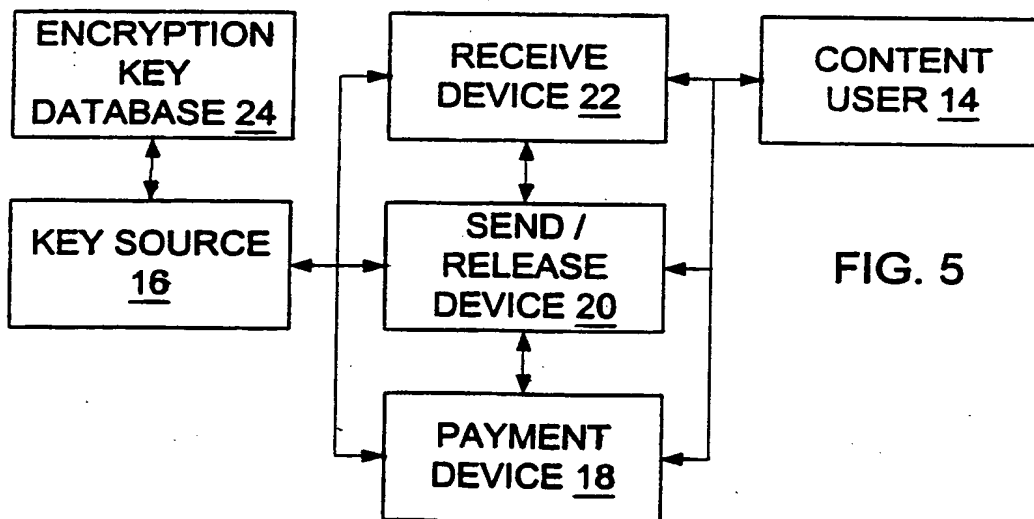 ENCRYPTION
KEY
DATABASE 24
RECEIVE
DEVICE 22
CONTENT
USER 14
KEY SOURCE
16
SEND /
RELEASE
DEVICE 20
FIG. 5
PAYMENT
DEVICE 18